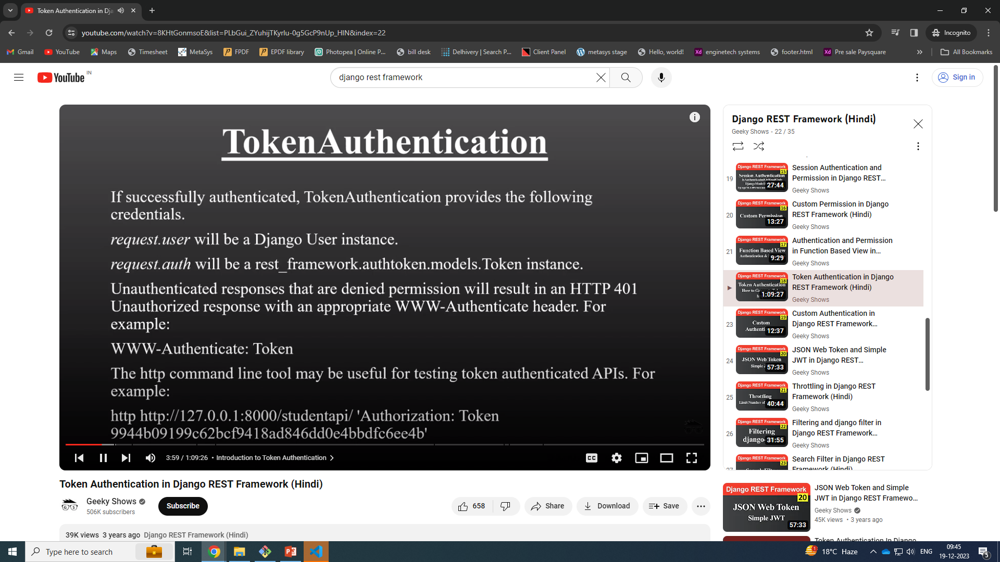 Token Authentication in Dja
youtube.com/watch?v=8KHtGonmsoE&list=PLbGui_ZYuhijTKyrlu-0g5GcP9nUp_HIN&index=22
Incognito
Gmail YouTube Maps Timesheet MetaSys FPDF EPDF library Photopea | Online P... bill desk Delhivery | Search P... Client Panel metasys stage Hello, world! enginetech systems footer.html Pre sale Paysquare All Bookmarks
YouTube IN
django rest framework
Sign in
TokenAuthentication
If successfully authenticated, TokenAuthentication provides the following
credentials.
request.user will be a Django User instance.
request.auth will be a rest_framework.authtoken.models.Token instance.
Unauthenticated responses that are denied permission will result in an HTTP 401
Unauthorized response with an appropriate WWW-Authenticate header. For
example:
WWW-Authenticate: Token
The http command line tool may be useful for testing token authenticated APIs. For
example:
http http://127.0.0.1:8000/studentapi/ 'Authorization: Token
9944b09199c62bcf9418ad846dd0e4bbdfc6ee4b'
3:59 / 1:09:26 • Introduction to Token Authentication
Token Authentication in Django REST Framework (Hindi)
Geeky Shows
506K subscribers
Subscribe
658
Share
Download
Save
39K views 3 years ago Django REST Framework (Hindi)
Django REST Framework (Hindi)
Geeky Shows - 22 / 35
19
Django REST Framework
15
Session Authentication
27:44
Session Authentication and
Permission in Django REST...
Geeky Shows
20
Django REST Framework
16
Custom Permission
13:27
Custom Permission in Django
REST Framework (Hindi)
Geeky Shows
21
Django REST Framework
17
Function Based View
Authentication &
9:29
Authentication and Permission
in Function Based View in...
Geeky Shows
Django REST Framework
18
Token Authentication
1:09:27
Token Authentication in Django
REST Framework (Hindi)
Geeky Shows
23
Django REST Framework
19
Custom
12:37
Custom Authentication in
Django REST Framework...
Geeky Shows
24
Django REST Framework
20
JSON Web Token
57:33
JSON Web Token and Simple
JWT in Django REST...
Geeky Shows
25
Django REST Framework
21
Throttling
Limit Number of
40:44
Throttling in Django REST
Framework (Hindi)
Geeky Shows
26
Django REST Framework
22
Filtering
django-
31:55
Filtering and django filter in
Django REST Framework...
Geeky Shows
27
Django REST Framework
23
Search Filter in Django REST
Framework (Hindi)
Django REST Framework
20
JSON Web Token
Simple JWT
57:33
JSON Web Token and Simple
JWT in Django REST Framewo...
Geeky Shows
45K views • 3 years ago
Token Authentication In Django
Type here to search
1
18°C Haze
ENG
09:45
19-12-2023
5